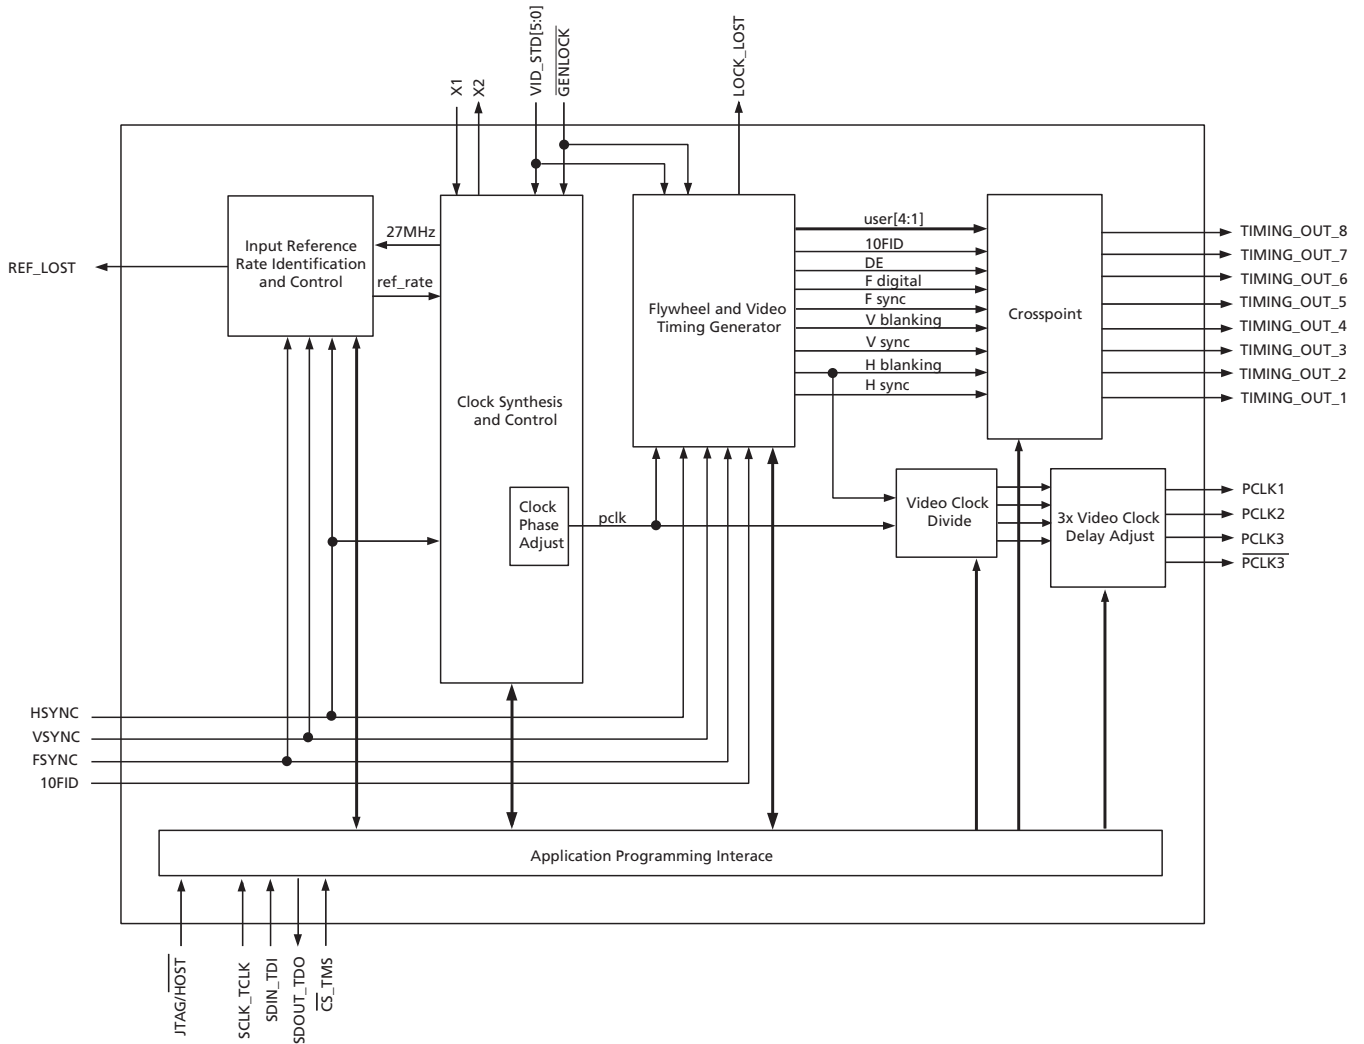 X1
X2
VID_STD[5:0]
GENLOCK
LOCK_LOST
Input Reference
Rate Identification
and Control
27MHz
ref_rate
REF_LOST
Clock Synthesis
and Control
Clock
Phase
Adjust
pclk
Flywheel and Video
Timing Generator
user[4:1]
10FID
DE
F digital
F sync
V blanking
V sync
H blanking
H sync
Crosspoint
TIMING_OUT_8
TIMING_OUT_7
TIMING_OUT_6
TIMING_OUT_5
TIMING_OUT_4
TIMING_OUT_3
TIMING_OUT_2
TIMING_OUT_1
Video Clock
Divide
3x Video Clock
Delay Adjust
PCLK1
PCLK2
PCLK3
PCLK3
HSYNC
VSYNC
FSYNC
10FID
Application Programming Interace
JTAG/HOST
SCLK_TCLK
SDIN_TDI
SDOUT_TDO
CS_TMS